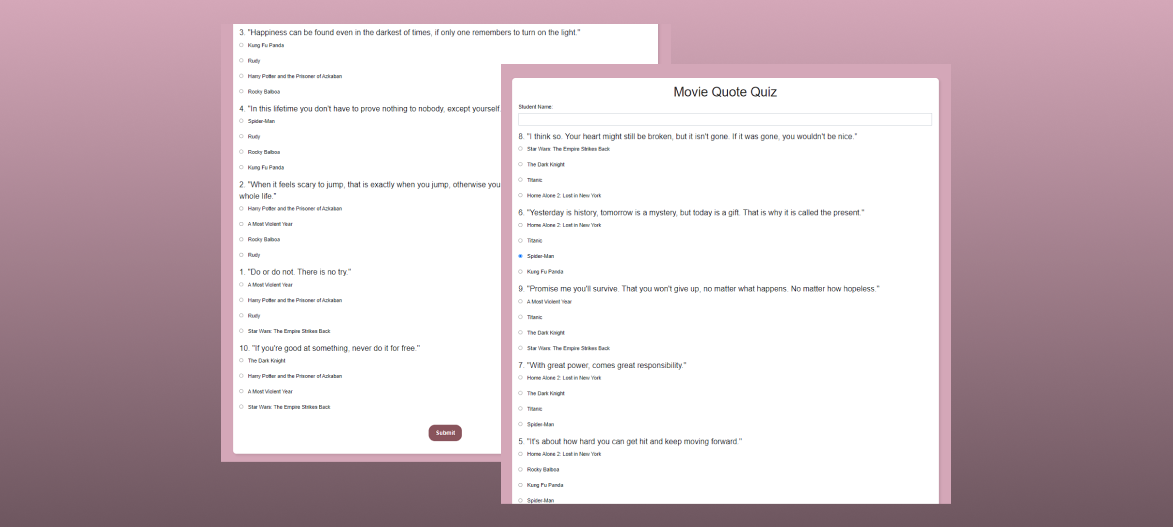 3. "Happiness can be found even in the darkest of times, if only one remembers to turn on the light."
Kung Fu Panda
Rudy
Harry Potter and the Prisoner of Azkaban
Rocky Balboa
4. "In this lifetime you don't have to prove nothing to nobody, except yourself.
Spider-Man
Rudy
Rocky Balboa
Kung Fu Panda
2. "When it feels scary to jump, that is exactly when you jump, otherwise you
whole life."
Harry Potter and the Prisoner of Azkaban
A Most Violent Year
Rocky Balboa
Rudy
1. "Do or do not. There is no try."
A Most Violent Year
Harry Potter and the Prisoner of Azkaban
Rudy
Star Wars: The Empire Strikes Back
10. "If you're good at something, never do it for free."
The Dark Knight
Harry Potter and the Prisoner of Azkaban
A Most Violent Year
Star Wars: The Empire Strikes Back
Submit
Movie Quote Quiz
Student Name:
8. "I think so. Your heart might still be broken, but it isn't gone. If it was gone, you wouldn't be nice."
Star Wars: The Empire Strikes Back
The Dark Knight
Titanic
Home Alone 2: Lost in New York
6. "Yesterday is history, tomorrow is a mystery, but today is a gift. That is why it is called the present."
Home Alone 2: Lost in New York
Titanic
Spider-Man
Kung Fu Panda
9. "Promise me you'll survive. That you won't give up, no matter what happens. No matter how hopeless."
A Most Violent Year
Titanic
The Dark Knight
Star Wars: The Empire Strikes Back
7. "With great power, comes great responsibility."
Home Alone 2: Lost in New York
The Dark Knight
Titanic
Spider-Man
5. "It's about how hard you can get hit and keep moving forward."
Home Alone 2: Lost in New York
Rocky Balboa
Kung Fu Panda
Spider-Man